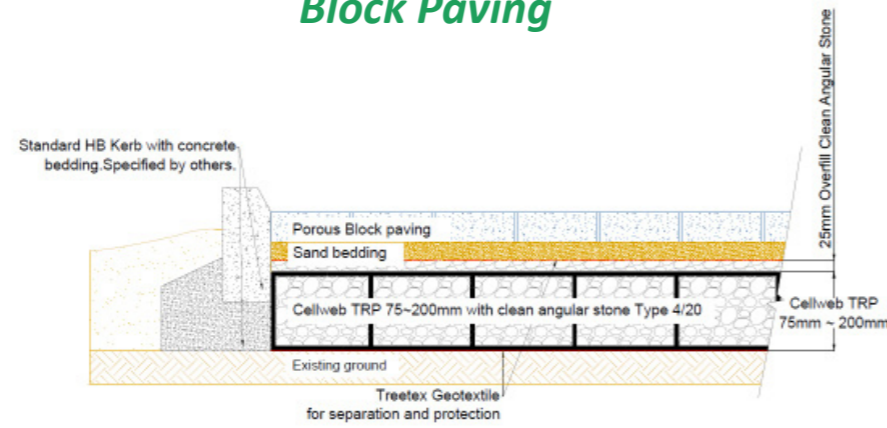 Block Paving
25mm Overfill Clean Angular Stone
Standard HB Kerb with concrete
bedding.Specified by others.
Porous Block paving
Sand bedding
Cellweb TRP 75~200mm with clean angular stone Type 4/20
Cellweb TRP
75mm ~ 200mm
Existing ground
Treetex Geotextile
for separation and protection